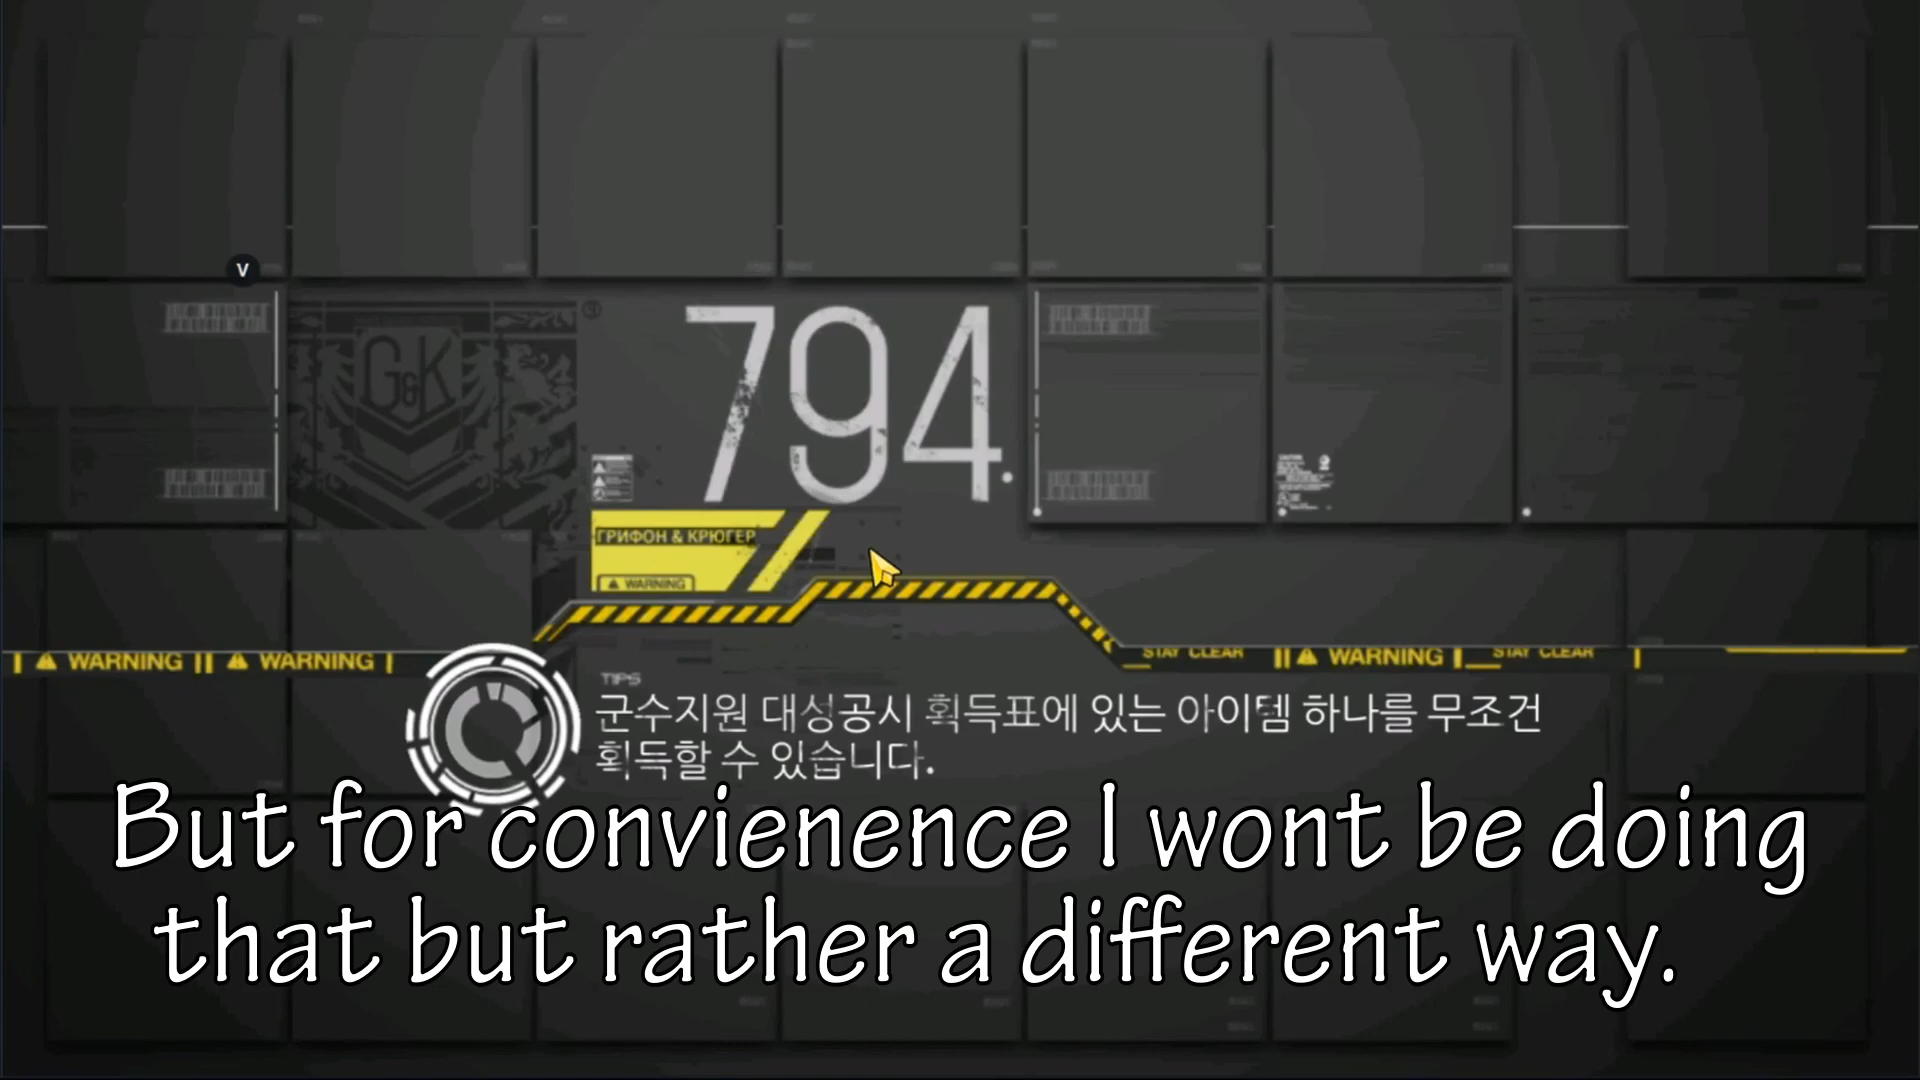 V
G&K
794.
ГРИФОН & КРЮГЕР
WARNING
WARNING WARNING STAY CLEAR WARNING STAY CLEAR
TIPS
군수지원 대성공시 획득표에 있는 아이템 하나를 무조건
획득할 수 있습니다.
But for convienence I wont be doing
that but rather a different way.